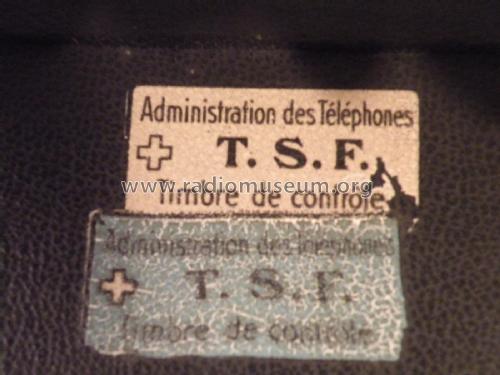 Administration des Téléphones
T. S. F.
Timbre de contrôle
www.radiomuseum.org
Administration des Téléphones
T. S. F.
Timbre de contrôle